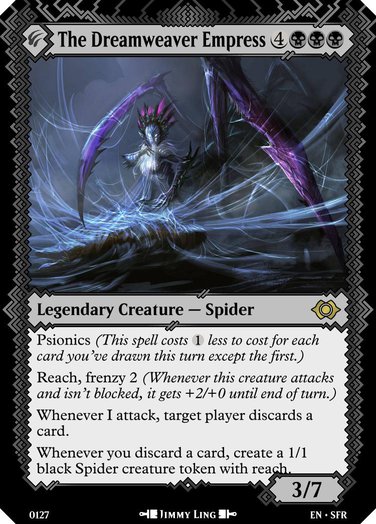 The Dreamweaver Empress 4
Legendary Creature — Spider
Psionics (This spell costs 1 less to cost for each
card you've drawn this turn except the first.)
Reach, frenzy 2 (Whenever this creature attacks
and isn't blocked, it gets +2/+0 until end of turn.)
Whenever I attack, target player discards a
card.
Whenever you discard a card, create a 1/1
black Spider creature token with reach.
3/7
0127
Jimmy Ling
EN • SFR